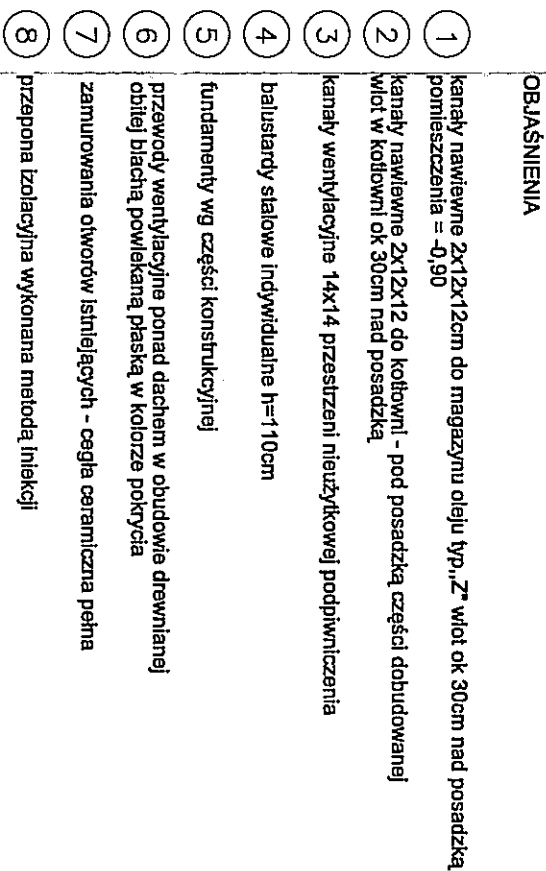 OBJAŚNIENIA
1 kanały nawiewne 2x12x12cm do magazynu oleju typ„Z" wlot ok 30cm nad posadzką
pomieszczenia = -0,90
2 kanały nawiewne 2x12x12 do kotłowni - pod posadzką części dobudowanej
wlot w kotłowni ok 30cm nad posadzką
3 kanały wentylacyjne 14x14 przestrzeni nieużytkowej podpiwniczenia
4 balustardy stalowe indywidualne h=110cm
5 fundamenty wg części konstrukcyjnej
6 przewody wentylacyjne ponad dachem w obudowie drewnianej
obitej blachą powlekaną płaską w kolorze pokrycia
7 zamurowania otworów istniejących - cegła ceramiczna pełna
8 przepona izolacyjna wykonana metodą iniekcji